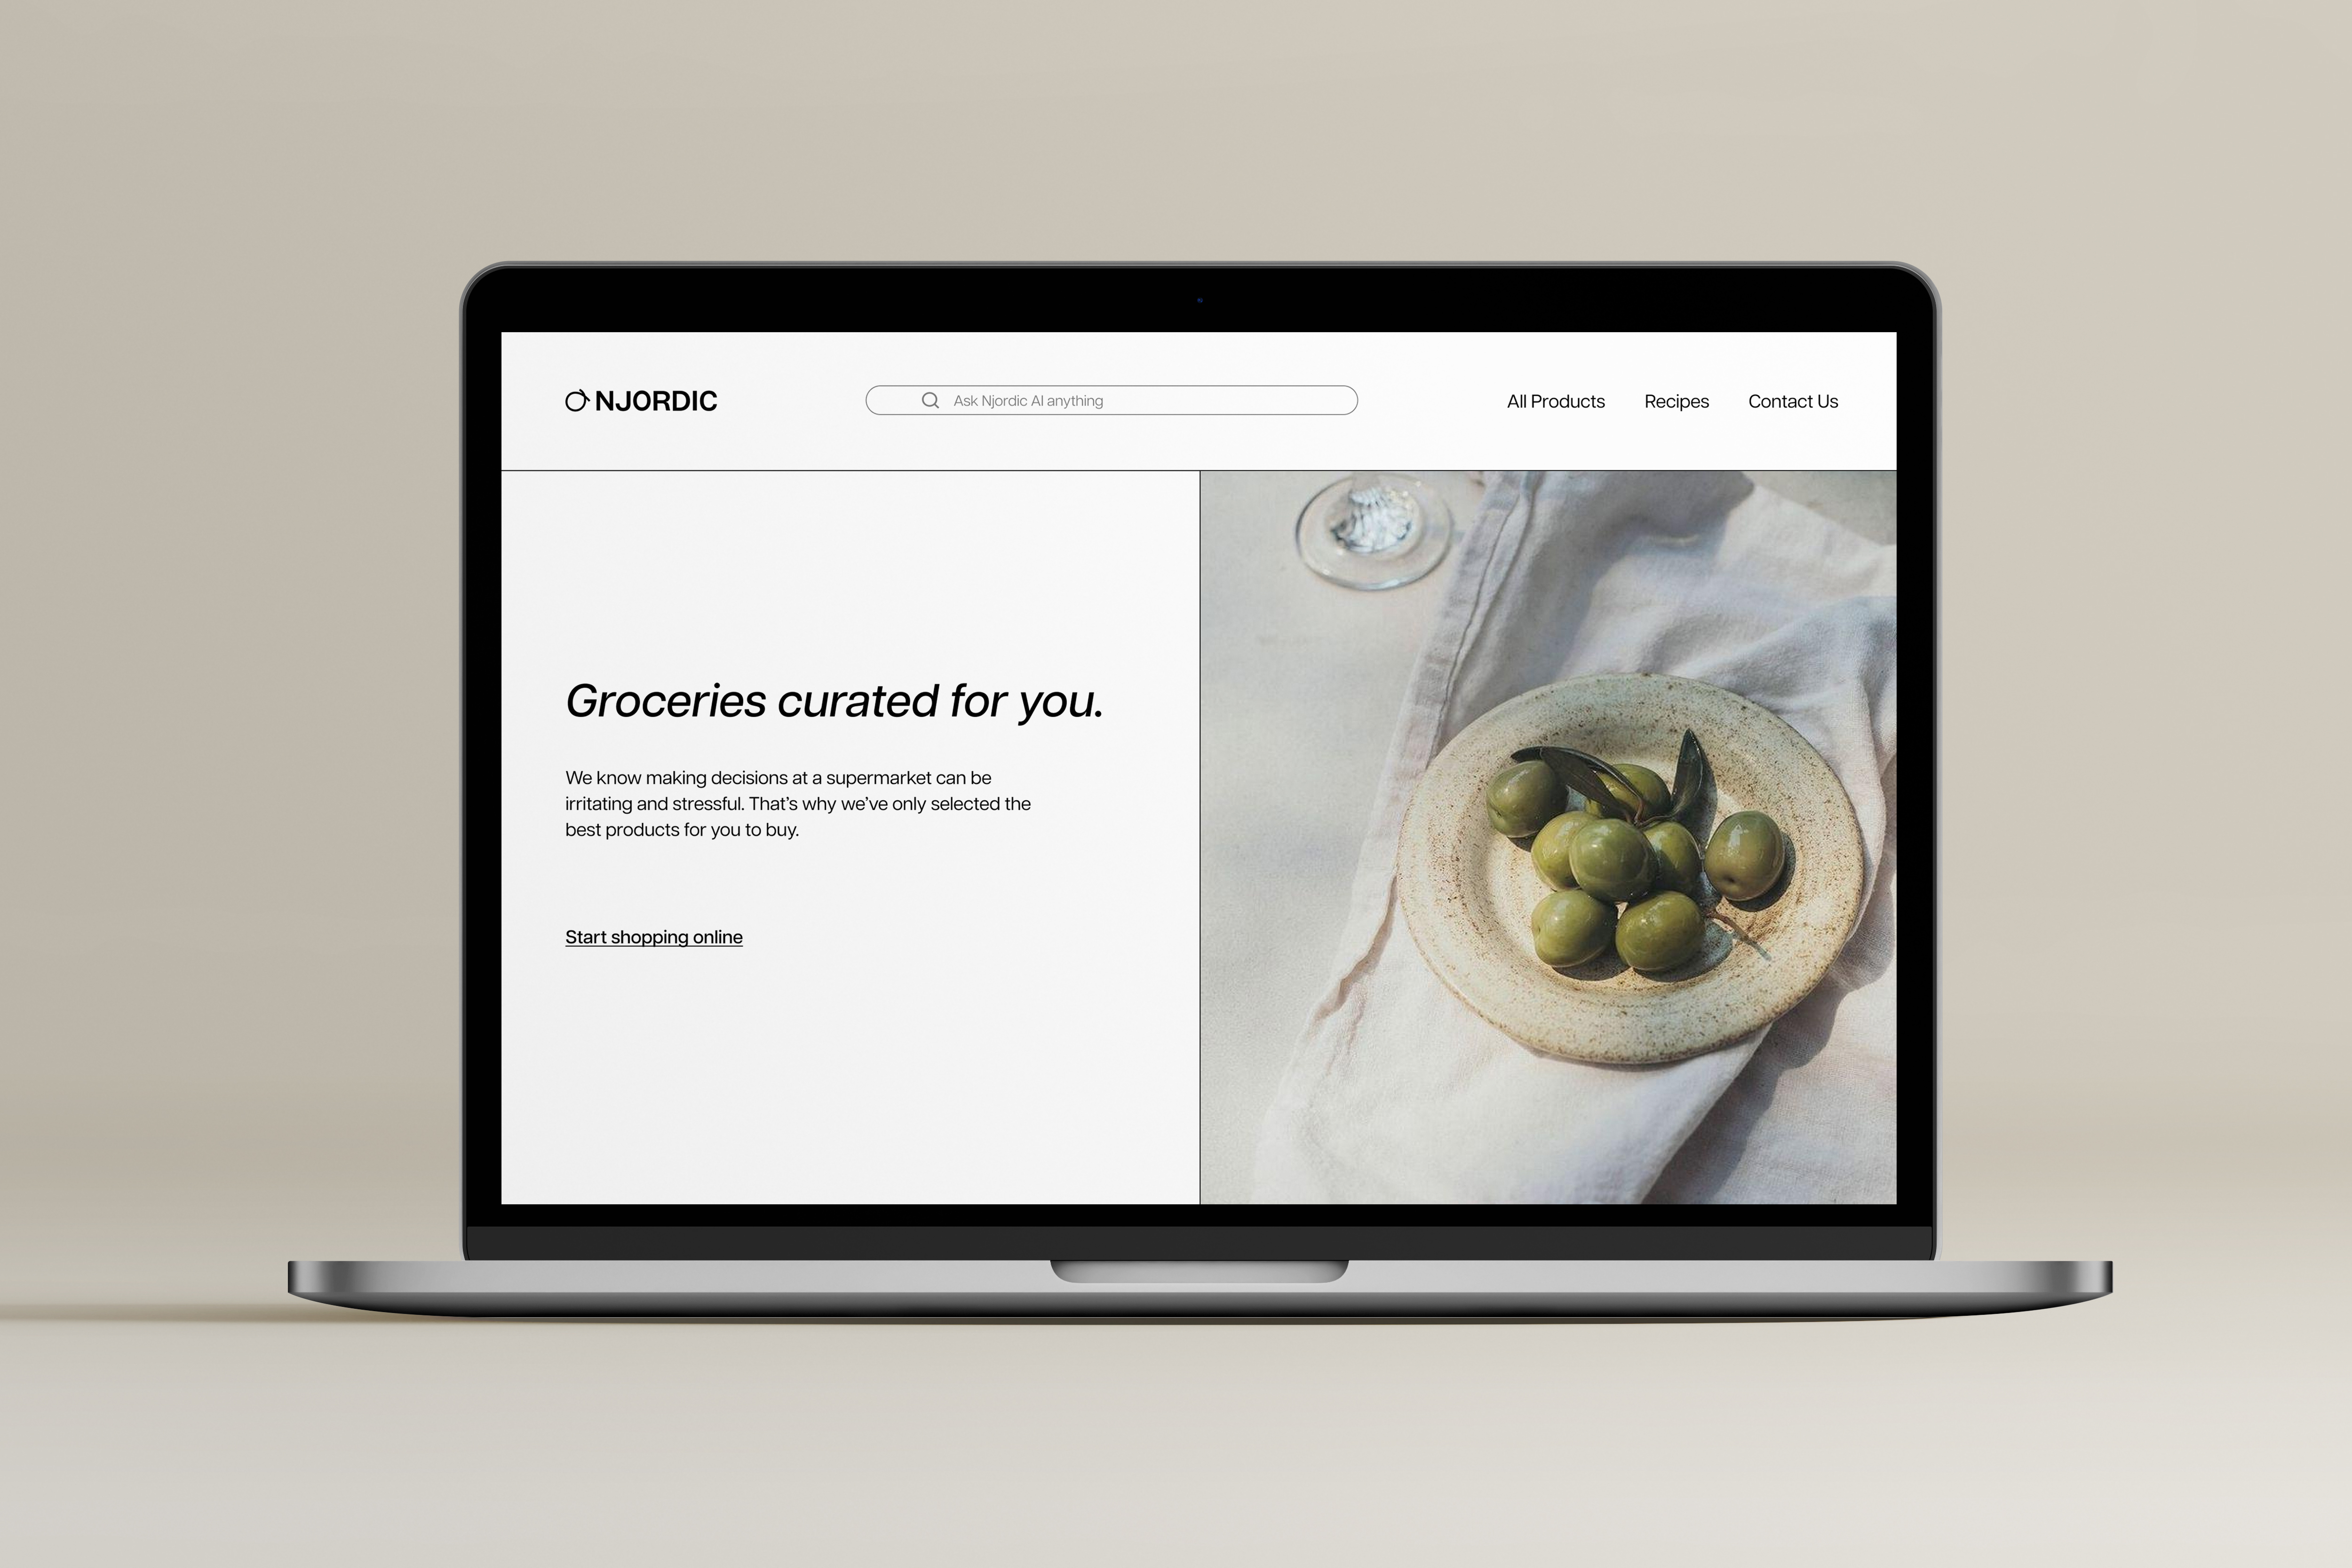 NJORDIC
Ask Njordic AI anything
All Products
Recipes
Contact Us
Groceries curated for you.
We know making decisions at a supermarket can be
irritating and stressful. That’s why we’ve only selected the
best products for you to buy.
Start shopping online